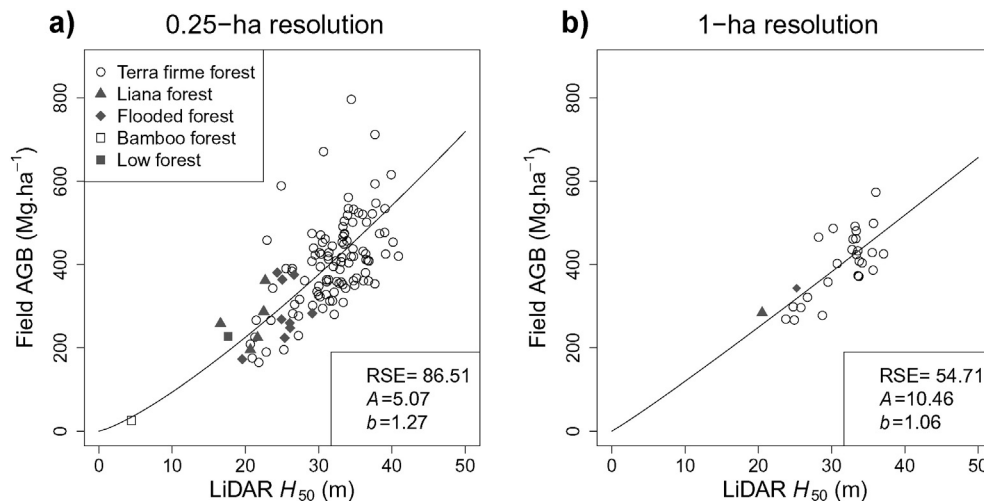 a) 0.25−ha resolution
Field AGB (Mg.ha−1)
800
600
400
200
0
Terra firme forest
Liana forest
Flooded forest
Bamboo forest
Low forest
RSE= 86.51
A=5.07
b=1.27
0 10 20 30 40 50
LiDAR H50 (m)
b) 1−ha resolution
Field AGB (Mg.ha−1)
800
600
400
200
0
RSE= 54.71
A=10.46
b=1.06
0 10 20 30 40 50
LiDAR H50 (m)